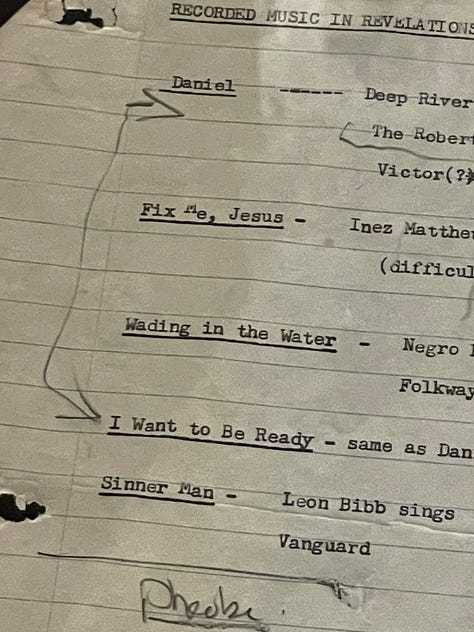 RECORDED MUSIC IN REVELATIONS
Daniel ------ Deep River
The Robert
Victor(?)
Fix Me, Jesus - Inez Matthe
(difficul
Wading in the Water - Negro
Folkway
I Want to Be Ready - same as Dan
Sinner Man - Leon Bibb sings
Vanguard
Phoebe.